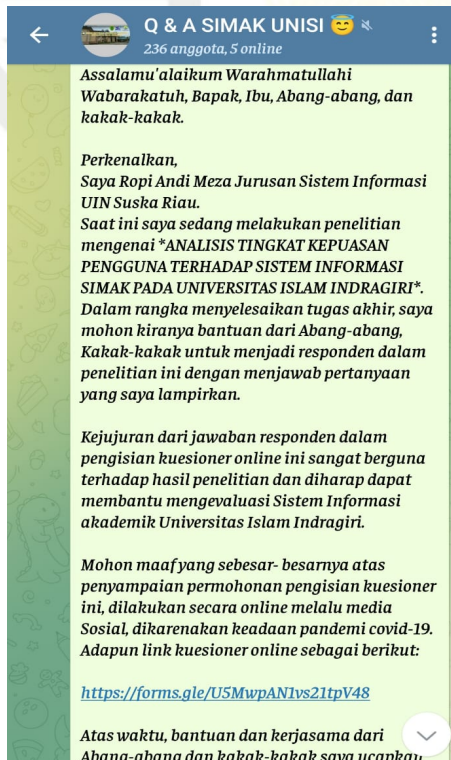 Q & A SIMAK UNISI 😇
236 anggota, 5 online
Assalamu'alaikum Warahmatullahi
Wabarakatuh, Bapak, Ibu, Abang-abang, dan
kakak-kakak.
Perkenalkan,
Saya Ropi Andi Meza Jurusan Sistem Informasi
UIN Suska Riau.
Saat ini saya sedang melakukan penelitian
mengenai *ANALISIS TINGKAT KEPUASAN
PENGGUNA TERHADAP SISTEM INFORMASI
SIMAK PADA UNIVERSITAS ISLAM INDRAGIRI*.
Dalam rangka menyelesaikan tugas akhir, saya
mohon kiranya bantuan dari Abang-abang,
Kakak-kakak untuk menjadi responden dalam
penelitian ini dengan menjawab pertanyaan
yang saya lampirkan.
Kejujuran dari jawaban responden dalam
pengisian kuesioner online ini sangat berguna
terhadap hasil penelitian dan diharap dapat
membantu mengevaluasi Sistem Informasi
akademik Universitas Islam Indragiri.
Mohon maaf yang sebesar- besarnya atas
penyampaian permohonan pengisian kuesioner
ini, dilakukan secara online melalu media
Sosial, dikarenakan keadaan pandemi covid-19.
Adapun link kuesioner online sebagai berikut:
https://forms.gle/U5MwpAN1vs21tpV48
Atas waktu, bantuan dan kerjasama dari
Abang-abang dan kakak-kakak saya ucapkan